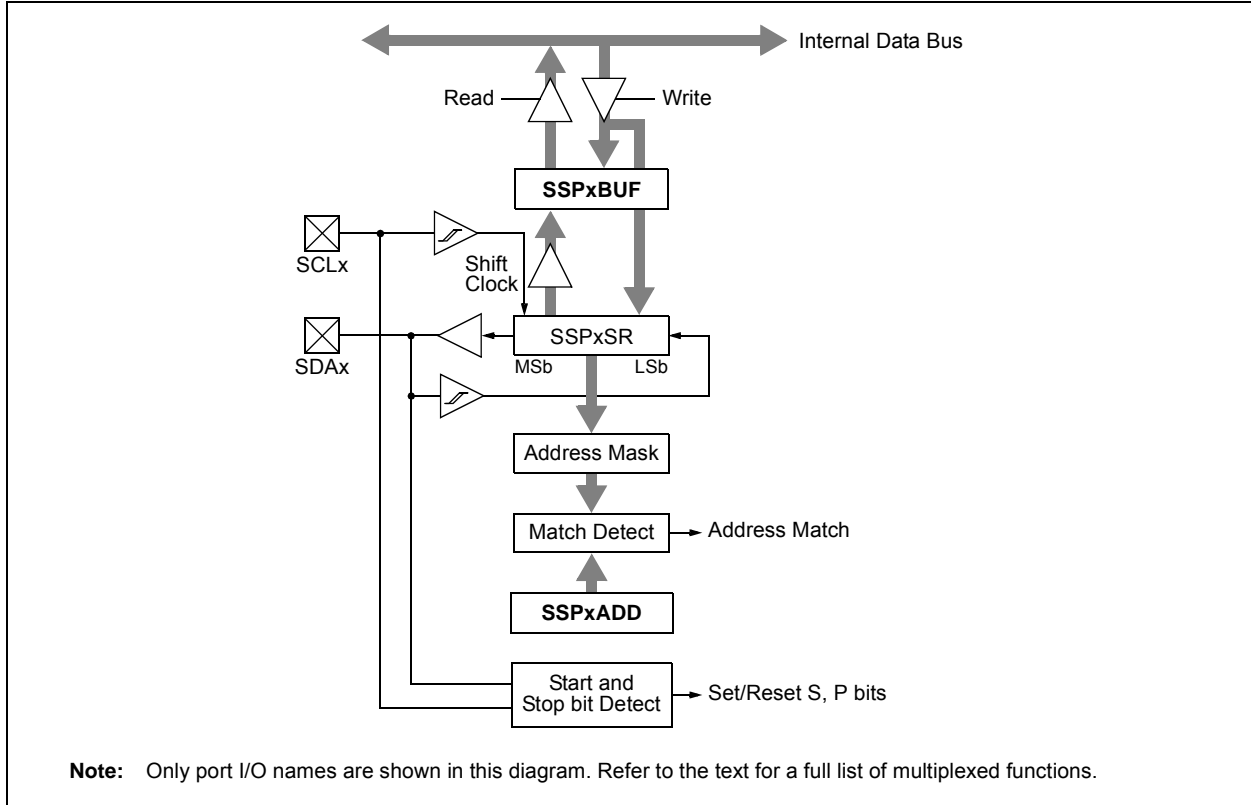 Internal Data Bus
Read
Write
SSPxBUF
SCLx
Shift
Clock
SSPxSR
SDAx
MSb
LSb
Address Mask
Match Detect
Address Match
SSPxADD
Start and
Stop bit Detect
Set/Reset S, P bits
Note: Only port I/O names are shown in this diagram. Refer to the text for a full list of multiplexed functions.